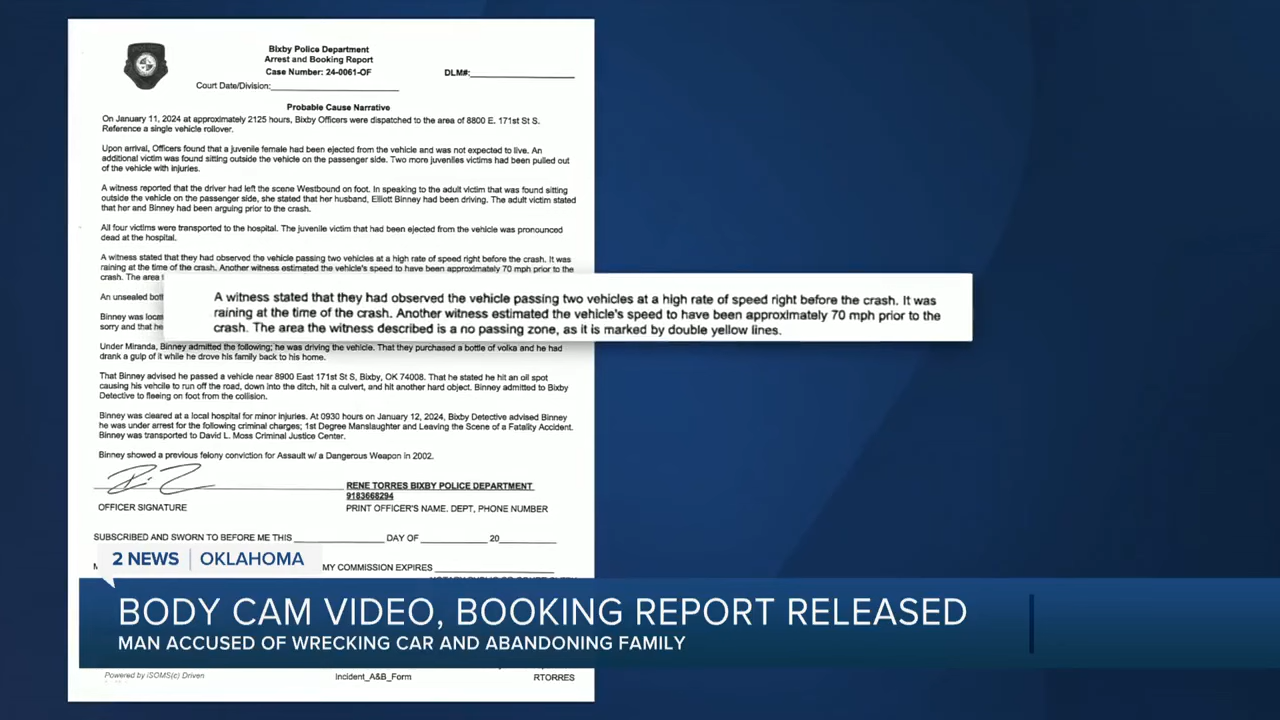 Bixby Police Department
Arrest and Booking Report
Case Number: 24-0061-OF
DLM#:
Court Date/Division:
Probable Cause Narrative
On January 11, 2024 at approximately 2125 hours, Bixby Officers were dispatched to the area of 8800 E. 171st St S.
Reference a single vehicle rollover.
Upon arrival, Officers found that a juvenile female had been ejected from the vehicle and was not expected to live. An
additional victim was found sitting outside the vehicle on the passenger side. Two more juveniles victims had been pulled out
of the vehicle with injuries.
A witness reported that the driver had left the scene Westbound on foot. In speaking to the adult victim that was found sitting
outside the vehicle on the passenger side, she stated that her husband, Elliott Binney had been driving. The adult victim stated
that her and Binney had been arguing prior to the crash.
All four victims were transported to the hospital. The juvenile victim that had been ejected from the vehicle was pronounced
dead at the hospital.
A witness stated that they had observed the vehicle passing two vehicles at a high rate of speed right before the crash. It was
raining at the time of the crash. Another witness estimated the vehicle's speed to have been approximately 70 mph prior to the
crash. The area
An unsealed
Binney was
sorry and that he
A witness stated that they had observed the vehicle passing two vehicles at a high rate of speed right before the crash. It was
raining at the time of the crash. Another witness estimated the vehicle's speed to have been approximately 70 mph prior to the
crash. The area the witness described is a no passing zone, as it is marked by double yellow lines.
Under Miranda, Binney admitted the following; he was driving the vehicle. That they purchased a bottle of volka and he had
drank a gulp of it while he drove his family back to his home.
That Binney advised he passed a vehicle near 8900 East 171st St S, Bixby, OK 74008. That he stated he hit an oil spot
causing his vehcile to run off the road, down into the ditch, hit a culvert, and hit another hard object. Binney admitted to Bixby
Detective to fleeing on foot from the collision.
Binney was cleared at a local hospital for minor injuries. At 0930 hours on January 12, 2024, Bixby Detective advised Binney
he was under arrest for the following criminal charges; 1st Degree Manslaughter and Leaving the Scene of a Fatality Accident.
Binney was transported to David L. Moss Criminal Justice Center.
Binney showed a previous felony conviction for Assault w/ a Dangerous Weapon in 2002.
RENE TORRES BIXBY POLICE DEPARTMENT
9183668294
OFFICER SIGNATURE
PRINT OFFICER'S NAME, DEPT, PHONE NUMBER
SUBSCRIBED AND SWORN TO BEFORE ME THIS DAY OF 20
2 NEWS OKLAHOMA
MY COMMISSION EXPIRES
BODY CAM VIDEO, BOOKING REPORT RELEASED
MAN ACCUSED OF WRECKING CAR AND ABANDONING FAMILY
Powered by iSOMS(c) Driven
Incident_A&B_Form
RTORRES